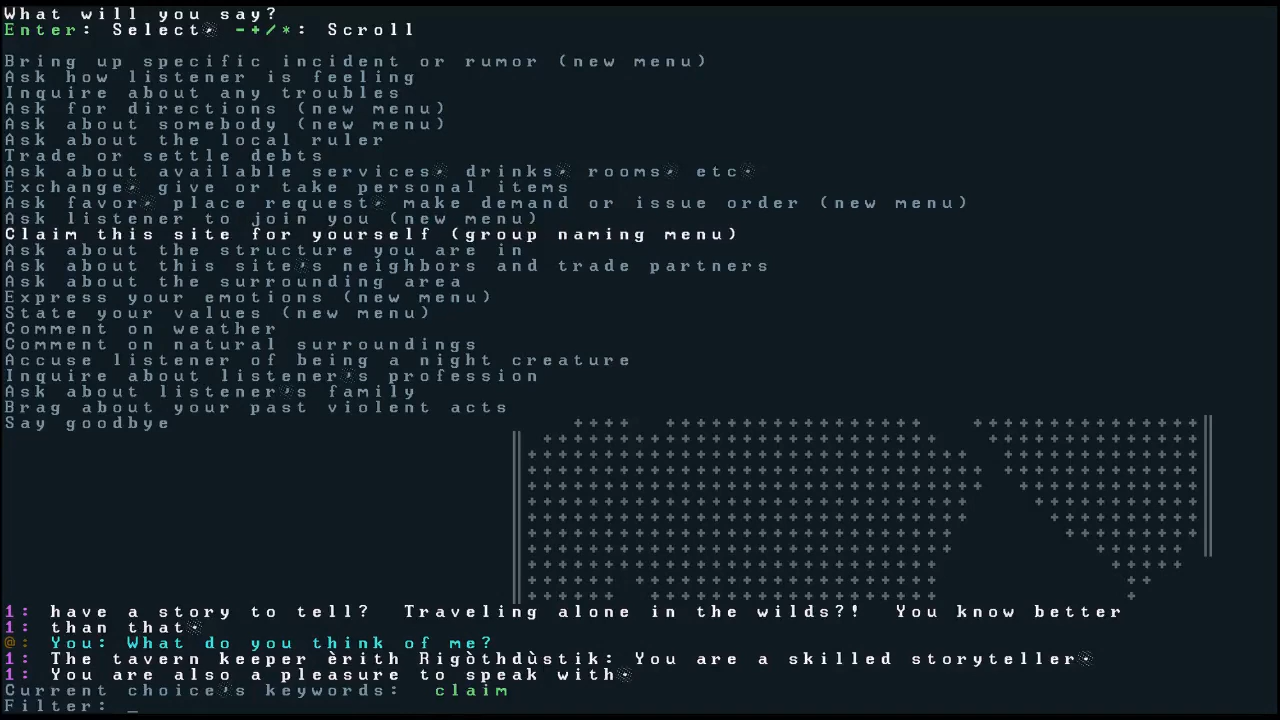 What will you say?
Enter: Select, -+/*: Scroll
Bring up specific incident or rumor (new menu)
Ask how listener is feeling
Inquire about any troubles
Ask for directions (new menu)
Ask about somebody (new menu)
Ask about the local ruler
Trade or settle debts
Ask about available services, drinks, rooms, etc.
Exchange, give or take personal items
Ask favor, place request, make demand or issue order (new menu)
Ask listener to join you (new menu)
Claim this site for yourself (group naming menu)
Ask about the structure you are in
Ask about this site's neighbors and trade partners
Ask about the surrounding area
Express your emotions (new menu)
State your values (new menu)
Comment on weather
Comment on natural surroundings
Accuse listener of being a night creature
Inquire about listener's profession
Ask about listener's family
Brag about your past violent acts
Say goodbye
1: have a story to tell? Traveling alone in the wilds?! You know better
1: than that.
@: You: What do you think of me?
1: The tavern keeper èrith Rigòthdùstik: You are a skilled storyteller.
1: You are also a pleasure to speak with.
Current choice's keywords: claim
Filter: _